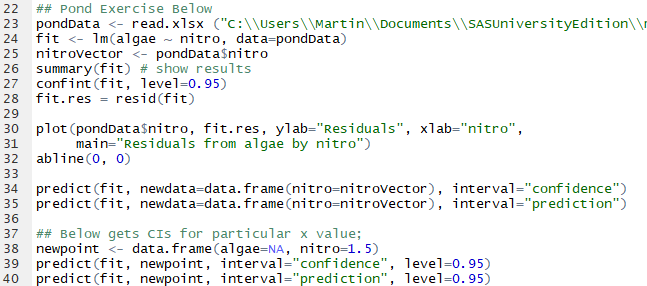 22 ## Pond Exercise Below
23 pondData <- read.xlsx ("C:\\Users\\Martin\\Documents\\SASUniversityEdition\\
24 fit <- lm(algae ~ nitro, data=pondData)
25 nitroVector <- pondData$nitro
26 summary(fit) # show results
27 confint(fit, level=0.95)
28 fit.res = resid(fit)
29
30 plot(pondData$nitro, fit.res, ylab="Residuals", xlab="nitro",
31      main="Residuals from algae by nitro")
32 abline(0, 0)
33
34 predict(fit, newdata=data.frame(nitro=nitroVector), interval="confidence")
35 predict(fit, newdata=data.frame(nitro=nitroVector), interval="prediction")
36
37 ## Below gets CIs for particular x value;
38 newpoint <- data.frame(algae=NA, nitro=1.5)
39 predict(fit, newpoint, interval="confidence", level=0.95)
40 predict(fit, newpoint, interval="prediction", level=0.95)